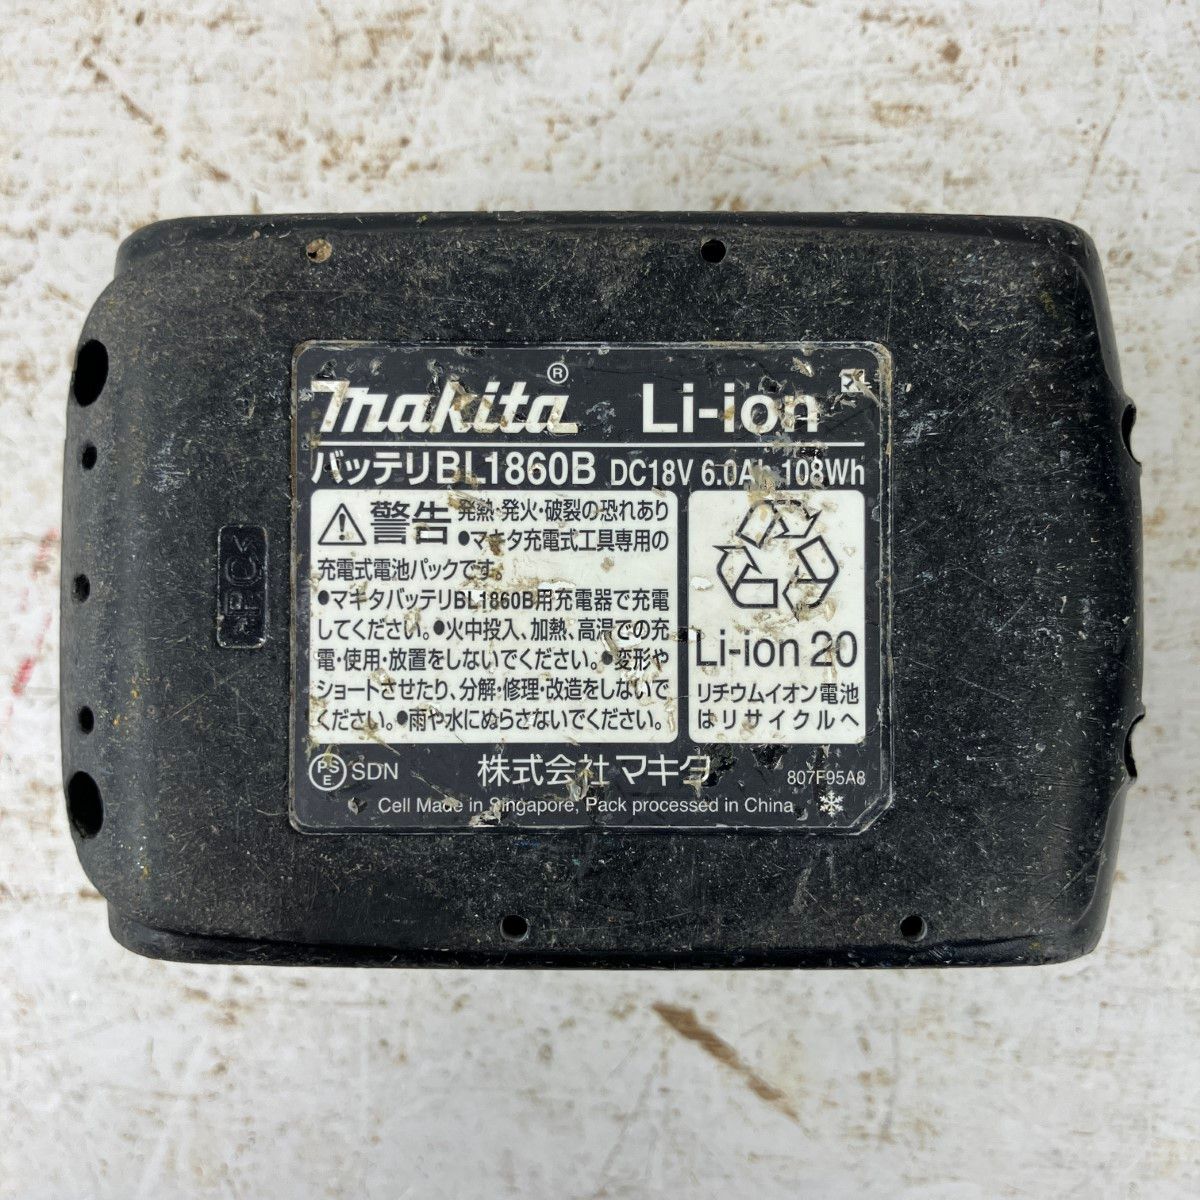 makita® Li-ion
バッテリBL1860B DC18V 6.0Ah 108Wh
警告 発熱・発火・破裂の恐れあり
●マキタ充電式工具専用の
充電式電池パックです。
●マキタバッテリBL1860B用充電器で充電
してください。●火中投入、加熱、高温での充
電・使用・放置をしないでください。●変形や
ショートさせたり、分解・修理・改造をしないで
ください。●雨や水にぬらさないでください。
Li-ion 20
リチウムイオン電池
はリサイクルへ
PSE SDN 株式会社マキタ 807F95A8
Cell Made in Singapore, Pack processed in China
>PC<